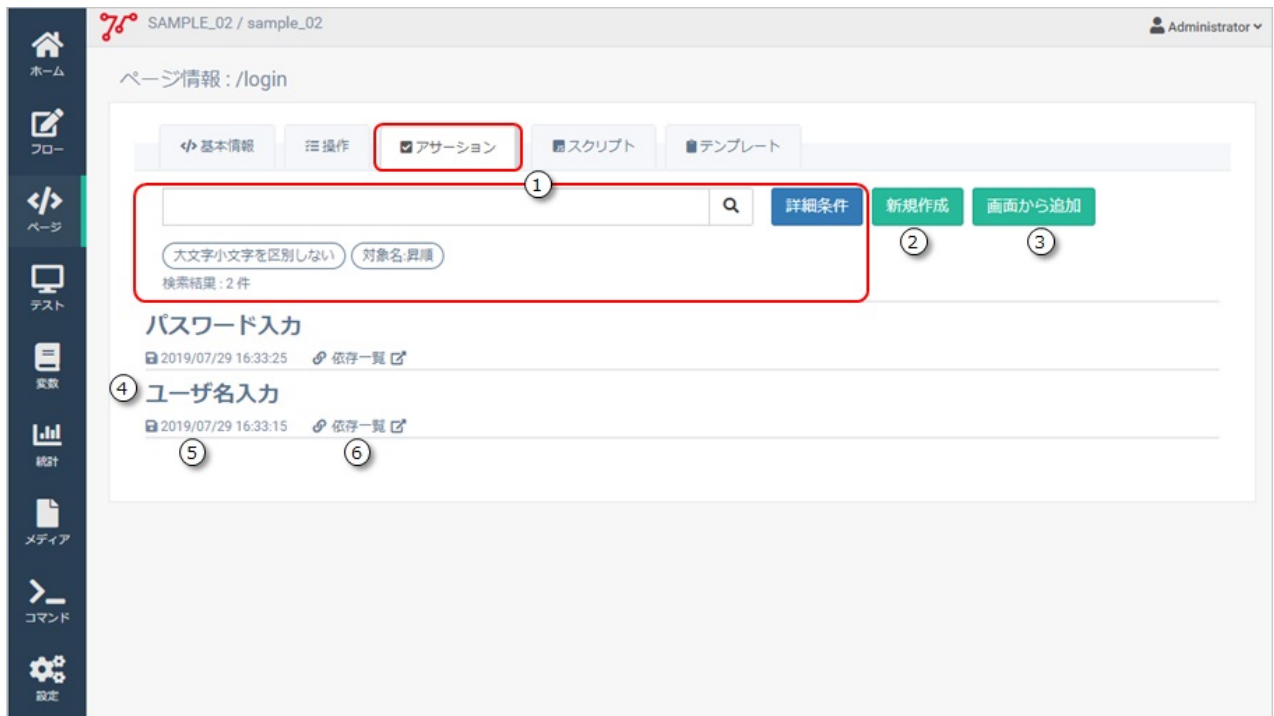 SAMPLE_02 / sample_02
Administrator
ホーム
フロー
ページ
テスト
変数
統計
メディア
コマンド
設定
ページ情報 : /login
基本情報
操作
アサーション
スクリプト
テンプレート
1
詳細条件
新規作成
画面から追加
2
3
大文字小文字を区別しない
対象名:昇順
検索結果 : 2 件
パスワード入力
2019/07/29 16:33:25 依存一覧
4
ユーザ名入力
2019/07/29 16:33:15 依存一覧
5
6